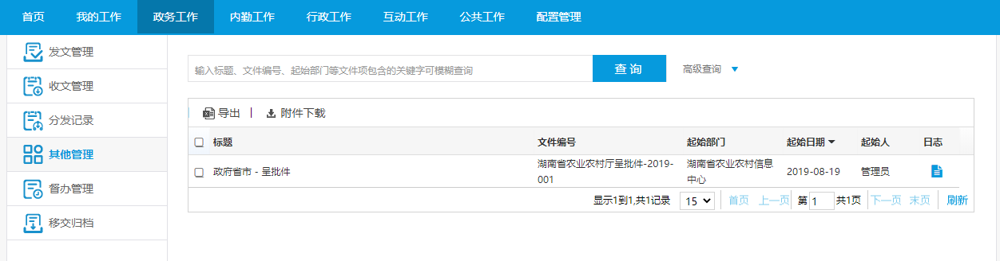 首页 我的工作 政务工作 内勤工作 行政工作 互动工作 公共工作 配置管理
发文管理
收文管理
分发记录
其他管理
督办管理
移交归档
输入标题、文件编号、起始部门等文件项包含的关键字可模糊查询 查 询 高级查询
导出 附件下载
标题 文件编号 起始部门 起始日期 起始人 日志
政府省市 - 呈批件 湖南省农业农村厅呈批件-2019-001 湖南省农业农村信息中心 2019-08-19 管理员
显示1到1,共1记录 15 首页 上一页 第 1 共1页 下一页 末页 刷新